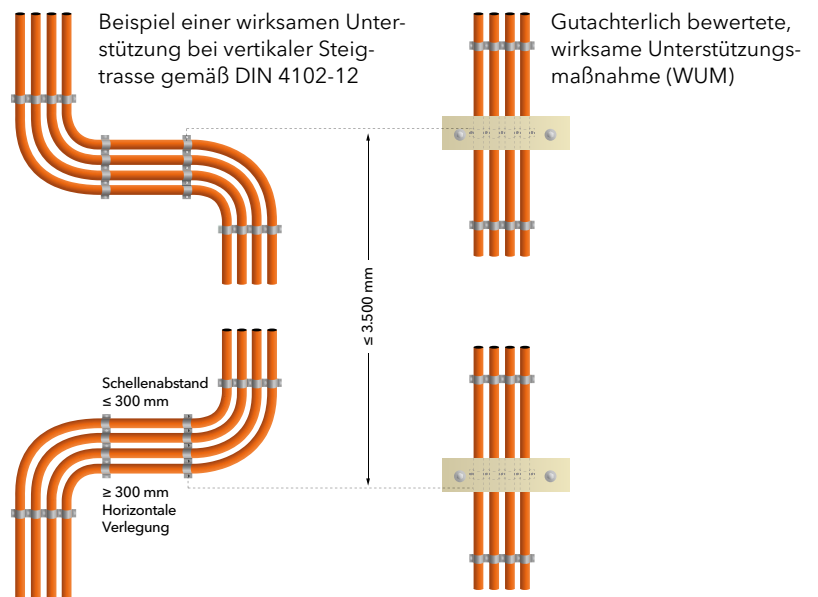 Beispiel einer wirksamen Unter-
stützung bei vertikaler Steig-
trasse gemäß DIN 4102-12
Gutachterlich bewertete,
wirksame Unterstützungs-
maßnahme (WUM)
≤ 3.500 mm
Schellenabstand
≤ 300 mm
≥ 300 mm
Horizontale
Verlegung